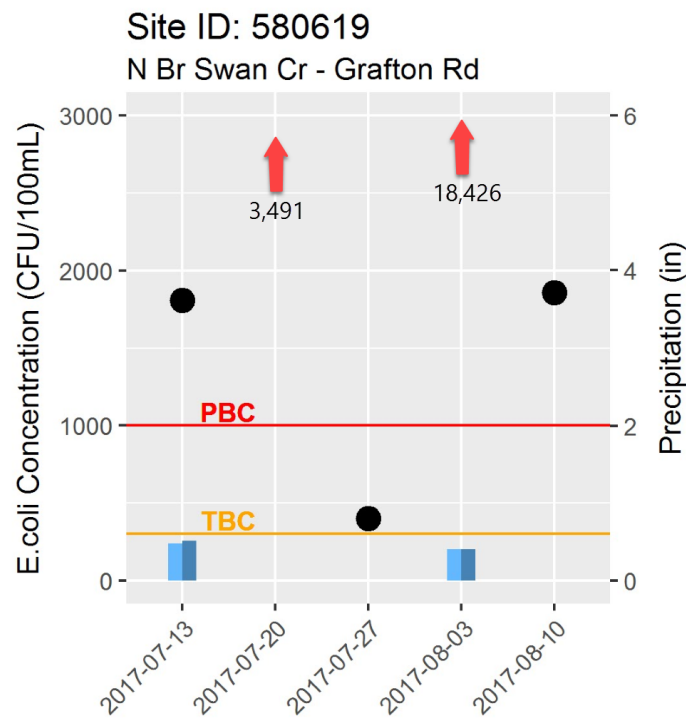 Site ID: 580619
N Br Swan Cr - Grafton Rd
E.coli Concentration (CFU/100mL)
3000
2000
1000
0
3,491
18,426
PBC
TBC
6
4
2
0
Precipitation (in)
2017-07-13
2017-07-20
2017-07-27
2017-08-03
2017-08-10